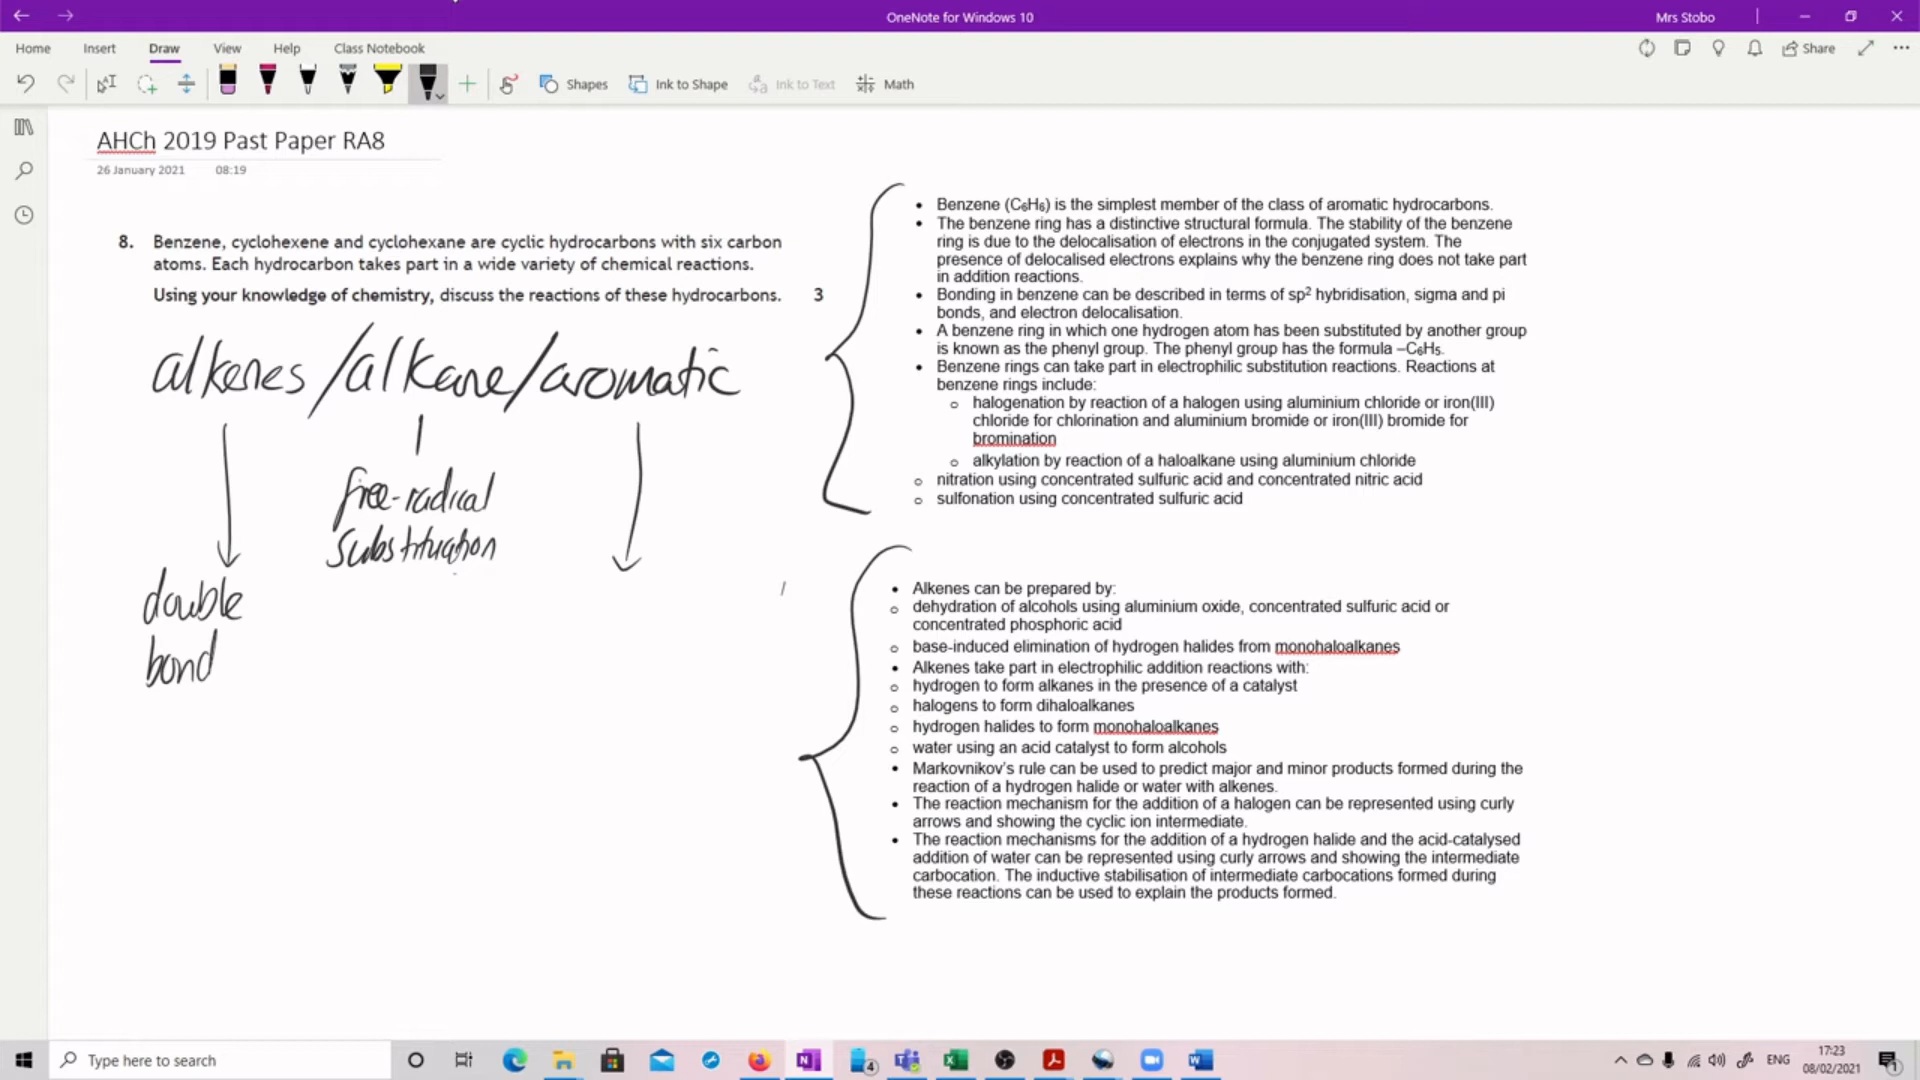 OneNote for Windows 10
Mrs Stobo
Home Insert Draw View Help Class Notebook
Share
Shapes Ink to Shape Ink to Text Math
AHCh 2019 Past Paper RA8
26 January 2021 08:19
8. Benzene, cyclohexene and cyclohexane are cyclic hydrocarbons with six carbon
atoms. Each hydrocarbon takes part in a wide variety of chemical reactions.
Using your knowledge of chemistry, discuss the reactions of these hydrocarbons. 3
alkenes /alkane/aromatic
free-radical
substituation
double
bond
• Benzene (C₆H₆) is the simplest member of the class of aromatic hydrocarbons.
• The benzene ring has a distinctive structural formula. The stability of the benzene
ring is due to the delocalisation of electrons in the conjugated system. The
presence of delocalised electrons explains why the benzene ring does not take part
in addition reactions.
• Bonding in benzene can be described in terms of sp² hybridisation, sigma and pi
bonds, and electron delocalisation.
• A benzene ring in which one hydrogen atom has been substituted by another group
is known as the phenyl group. The phenyl group has the formula –C₆H₅.
• Benzene rings can take part in electrophilic substitution reactions. Reactions at
benzene rings include:
o halogenation by reaction of a halogen using aluminium chloride or iron(III)
chloride for chlorination and aluminium bromide or iron(III) bromide for
bromination
o alkylation by reaction of a haloalkane using aluminium chloride
o nitration using concentrated sulfuric acid and concentrated nitric acid
o sulfonation using concentrated sulfuric acid
• Alkenes can be prepared by:
o dehydration of alcohols using aluminium oxide, concentrated sulfuric acid or
concentrated phosphoric acid
o base-induced elimination of hydrogen halides from monohaloalkanes
• Alkenes take part in electrophilic addition reactions with:
o hydrogen to form alkanes in the presence of a catalyst
o halogens to form dihaloalkanes
o hydrogen halides to form monohaloalkanes
o water using an acid catalyst to form alcohols
• Markovnikov's rule can be used to predict major and minor products formed during the
reaction of a hydrogen halide or water with alkenes.
• The reaction mechanism for the addition of a halogen can be represented using curly
arrows and showing the cyclic ion intermediate.
• The reaction mechanisms for the addition of a hydrogen halide and the acid-catalysed
addition of water can be represented using curly arrows and showing the intermediate
carbocation. The inductive stabilisation of intermediate carbocations formed during
these reactions can be used to explain the products formed.
Type here to search
4
ENG
17:23
08/02/2021
1